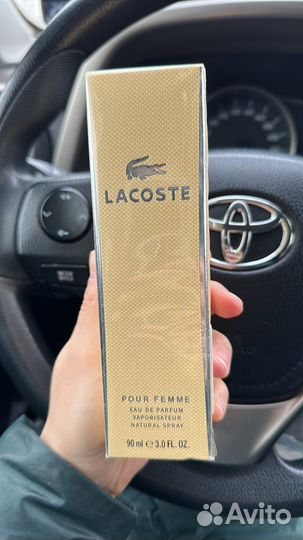 LACOSTE
POUR FEMME
EAU DE PARFUM
VAPORISATEUR
NATURAL SPRAY
90 ml e 3.0 FL. OZ.
Avito